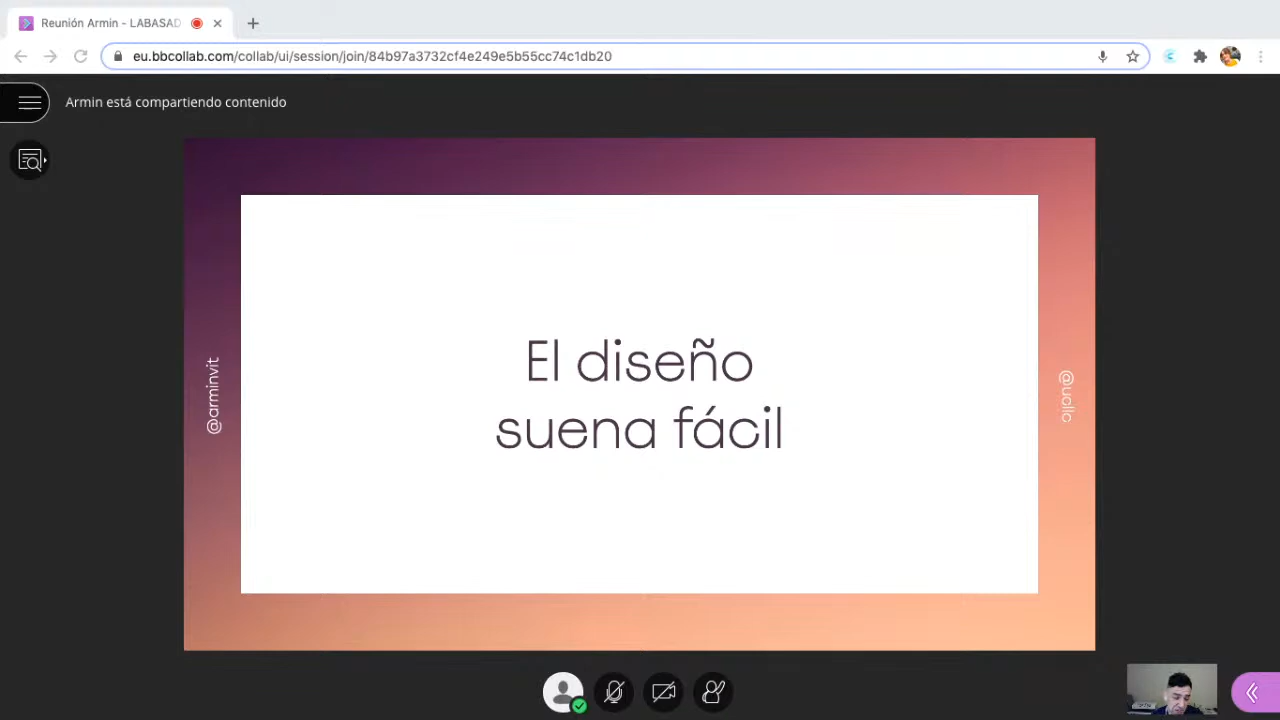 Reunión Armin - LABASAD
eu.bbcollab.com/collab/ui/session/join/84b97a3732cf4e249e5b55cc74c1db20
Armin está compartiendo contenido
@arminvit
El diseño
suena fácil
@ucllc